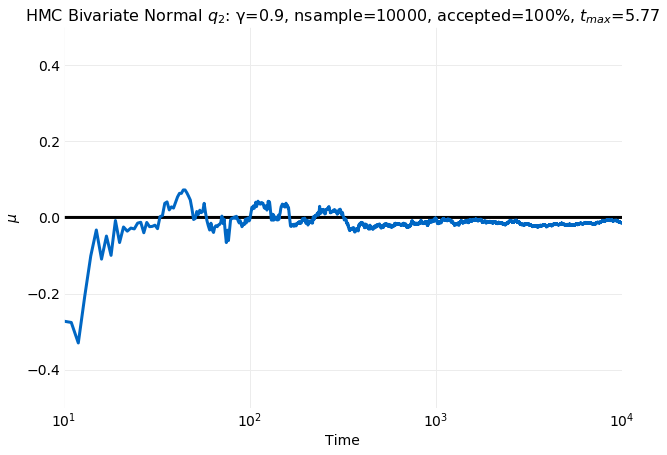 HMC Bivariate Normal q₂: γ=0.9, nsample=10000, accepted=100%, tₘₐₓ=5.77
0.4
0.2
0.0
−0.2
−0.4
μ
10¹ 10² 10³ 10⁴
Time